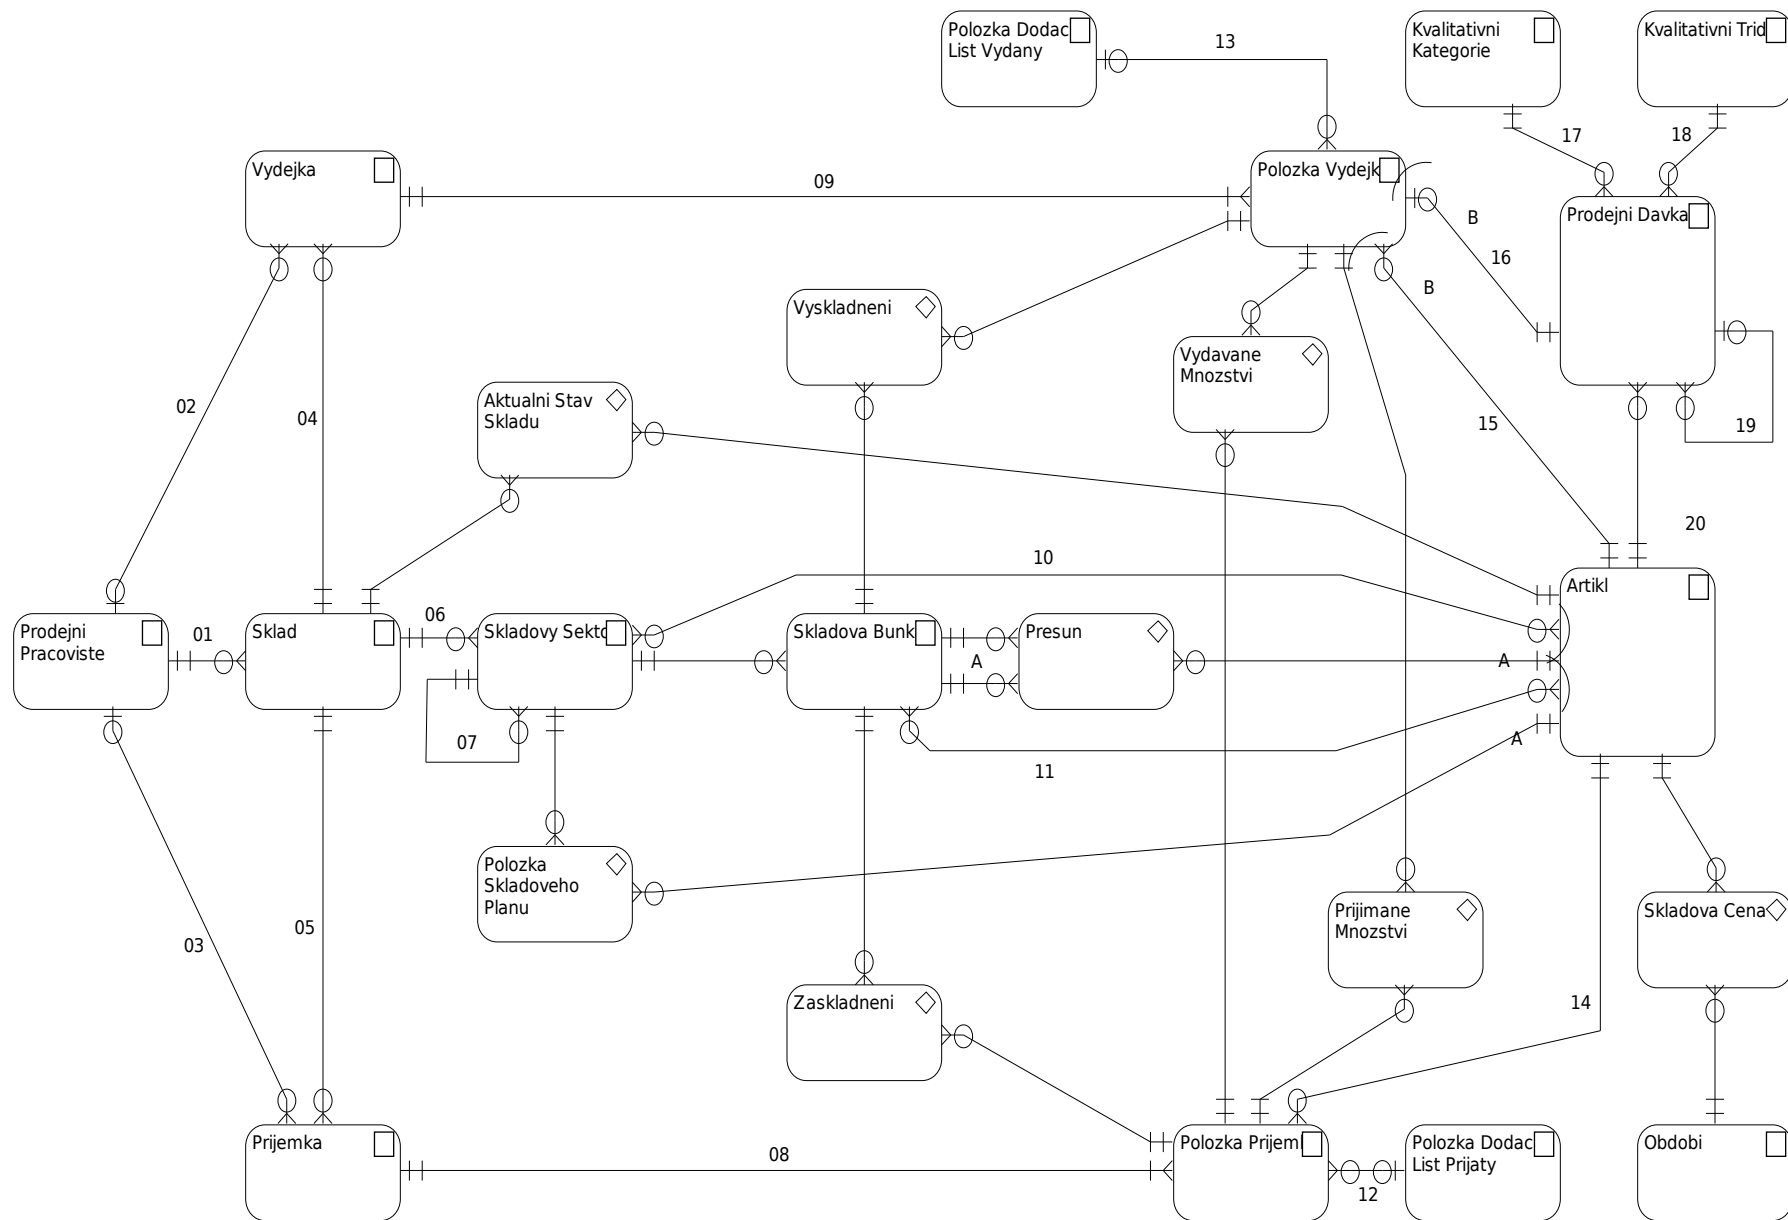 Polozka Dodac
List Vydany
13
Kvalitativni
Kategorie
Kvalitativni Trid
17
18
Vydejka
09
Polozka Vydejk
B
Prodejni Davka
16
B
Vyskladneni
Vydavane
Mnozstvi
02
04
Aktualni Stav
Skladu
15
19
20
10
Artikl
Prodejni
Pracoviste
01
Sklad
06
Skladovy Sekto
Skladova Bunk
Presun
A
A
07
11
A
Polozka
Skladoveho
Planu
03
05
Prijimane
Mnozstvi
Skladova Cena
Zaskladneni
14
Prijemka
08
Polozka Prijem
12
Polozka Dodac
List Prijaty
Obdobi